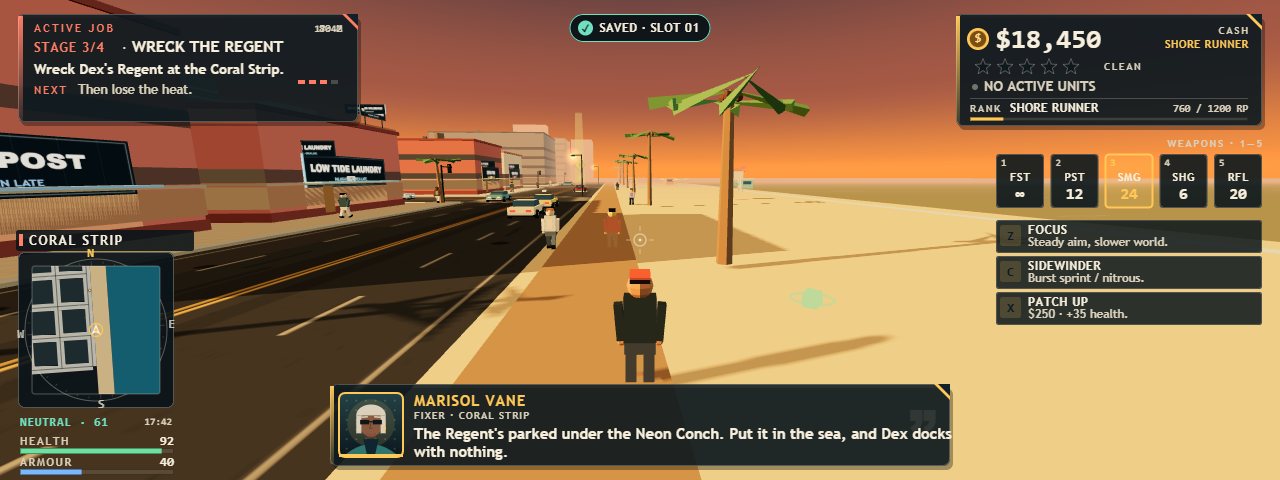 ACTIVE JOB
STAGE 3/4 · WRECK THE REGENT
Wreck Dex's Regent at the Coral Strip.
NEXT Then lose the heat.
✓ SAVED · SLOT 01
$ $18,450
CASH
SHORE RUNNER
CLEAN
NO ACTIVE UNITS
RANK SHORE RUNNER 760 / 1200 RP
WEAPONS · 1–5
1 2 3 4 5
FST PST SMG SHG RFL
∞ 12 24 6 20
Z FOCUS
Steady aim, slower world.
C SIDEWINDER
Burst sprint / nitrous.
X PATCH UP
$250 · +35 health.
POST
N LATE
LAUNDRY
LOW TIDE LAUNDRY
CORAL STRIP
N
W E
S
NEUTRAL · 61 17:42
HEALTH 92
ARMOUR 40
MARISOL VANE
FIXER · CORAL STRIP
The Regent's parked under the Neon Conch. Put it in the sea, and Dex docks
with nothing.